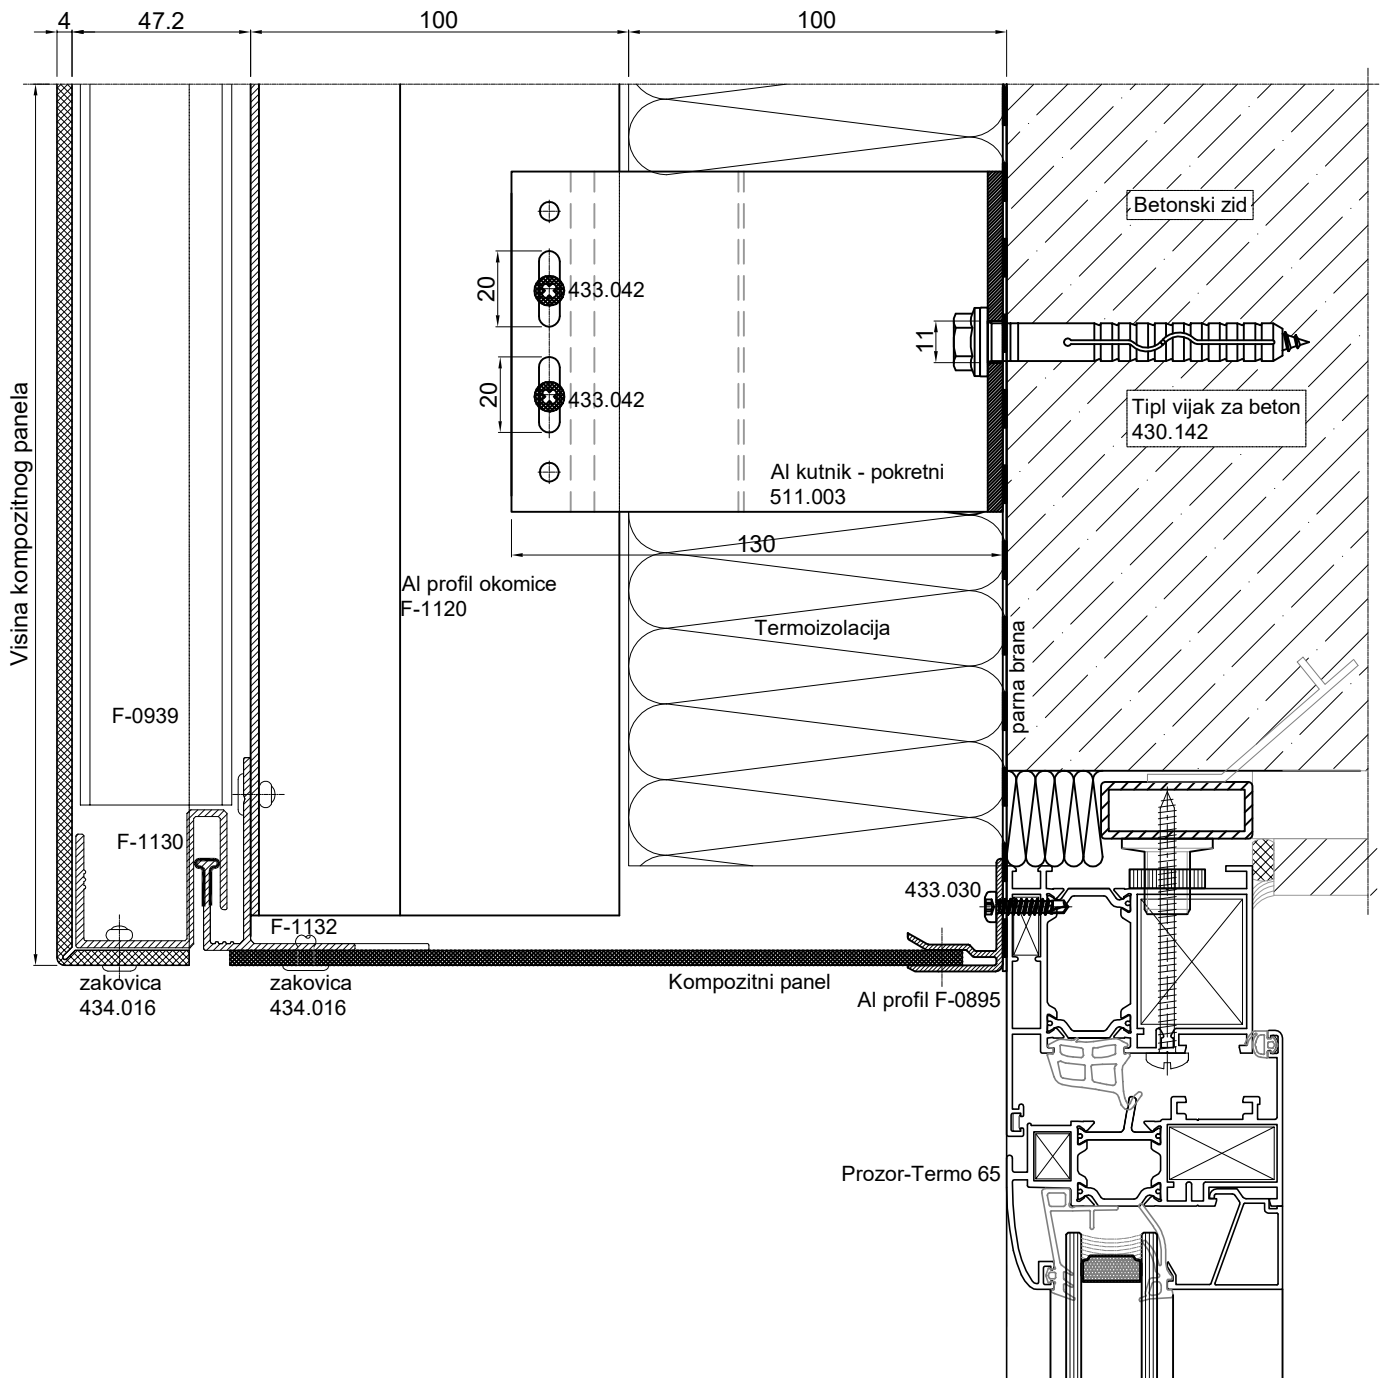 4
47.2
100
100
Betonski zid
20
433.042
11
20
433.042
Tipl vijak za beton
430.142
Visina kompozitnog panela
Al kutnik - pokretni
511.003
130
Al profil okomice
F-1120
Termoizolacija
parna brana
F-0939
F-1130
433.030
F-1132
zakovica
434.016
zakovica
434.016
Kompozitni panel
Al profil F-0895
Prozor-Termo 65